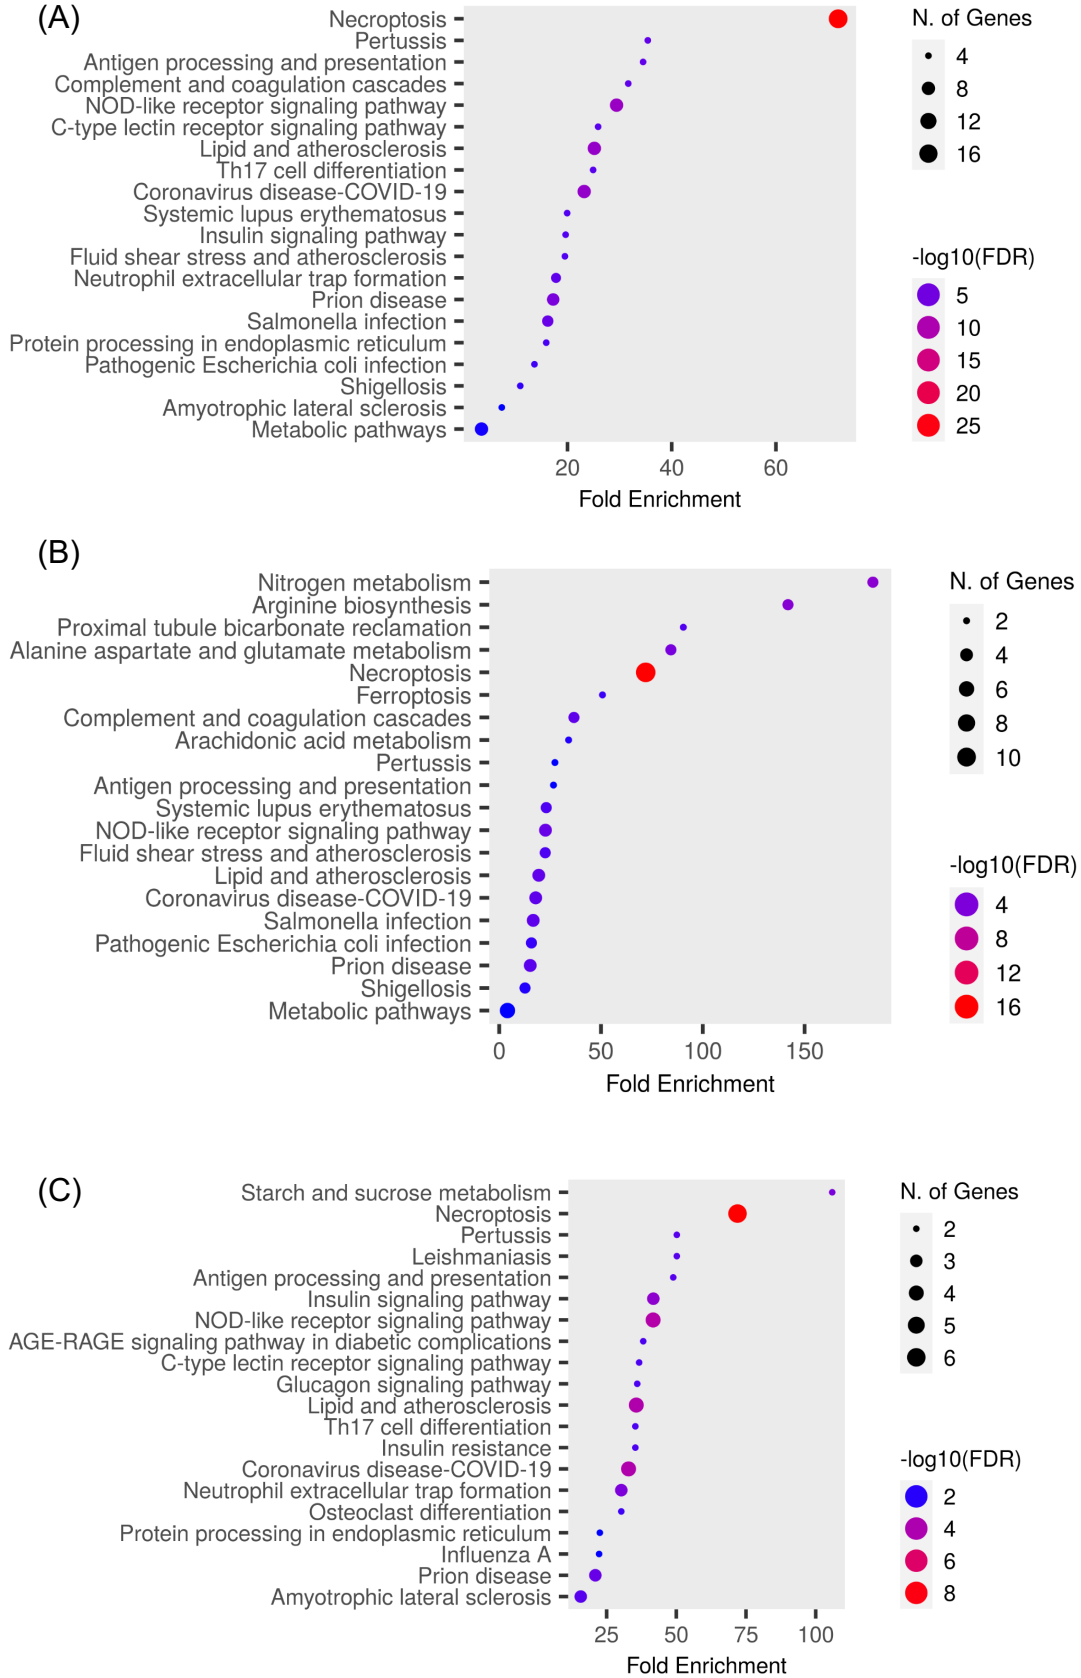 (A)
Necroptosis
Pertussis
Antigen processing and presentation
Complement and coagulation cascades
NOD-like receptor signaling pathway
C-type lectin receptor signaling pathway
Lipid and atherosclerosis
Th17 cell differentiation
Coronavirus disease-COVID-19
Systemic lupus erythematosus
Insulin signaling pathway
Fluid shear stress and atherosclerosis
Neutrophil extracellular trap formation
Prion disease
Salmonella infection
Protein processing in endoplasmic reticulum
Pathogenic Escherichia coli infection
Shigellosis
Amyotrophic lateral sclerosis
Metabolic pathways
20 40 60
Fold Enrichment
N. of Genes
4
8
12
16
-log10(FDR)
5
10
15
20
25
(B)
Nitrogen metabolism
Arginine biosynthesis
Proximal tubule bicarbonate reclamation
Alanine aspartate and glutamate metabolism
Necroptosis
Ferroptosis
Complement and coagulation cascades
Arachidonic acid metabolism
Pertussis
Antigen processing and presentation
Systemic lupus erythematosus
NOD-like receptor signaling pathway
Fluid shear stress and atherosclerosis
Lipid and atherosclerosis
Coronavirus disease-COVID-19
Salmonella infection
Pathogenic Escherichia coli infection
Prion disease
Shigellosis
Metabolic pathways
0 50 100 150
Fold Enrichment
N. of Genes
2
4
6
8
10
-log10(FDR)
4
8
12
16
(C)
Starch and sucrose metabolism
Necroptosis
Pertussis
Leishmaniasis
Antigen processing and presentation
Insulin signaling pathway
NOD-like receptor signaling pathway
AGE-RAGE signaling pathway in diabetic complications
C-type lectin receptor signaling pathway
Glucagon signaling pathway
Lipid and atherosclerosis
Th17 cell differentiation
Insulin resistance
Coronavirus disease-COVID-19
Neutrophil extracellular trap formation
Osteoclast differentiation
Protein processing in endoplasmic reticulum
Influenza A
Prion disease
Amyotrophic lateral sclerosis
25 50 75 100
Fold Enrichment
N. of Genes
2
3
4
5
6
-log10(FDR)
2
4
6
8